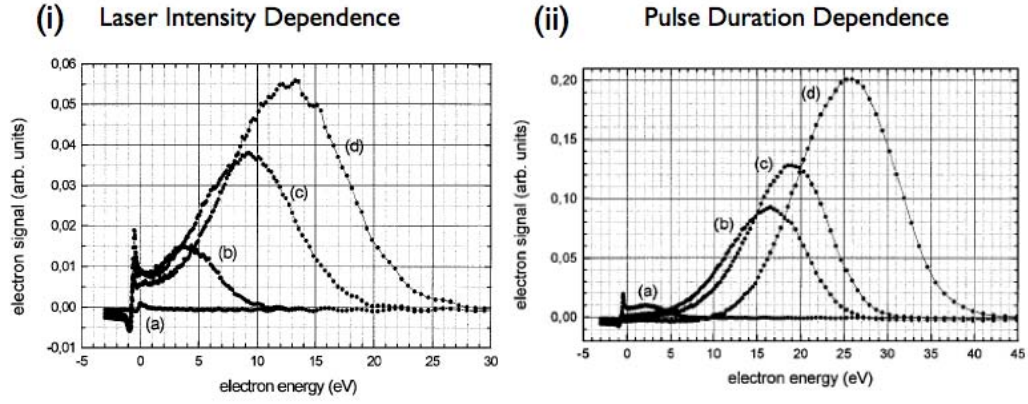 (i) Laser Intensity Dependence
0,06
0,05
0,04
0,03
0,02
0,01
0,00
-0,01
electron signal (arb. units)
(a)
(b)
(c)
(d)
-5 0 5 10 15 20 25 30
electron energy (eV)
(ii) Pulse Duration Dependence
0,20
0,15
0,10
0,05
0,00
electron signal (arb. units)
(a)
(b)
(c)
(d)
-5 0 5 10 15 20 25 30 35 40 45
electron energy (eV)